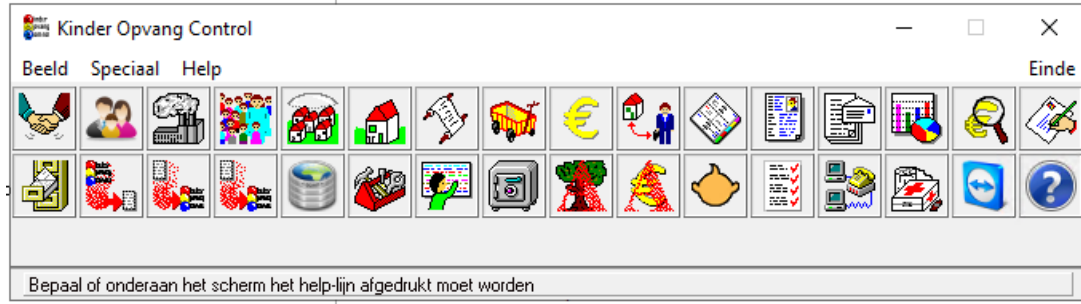 Kinder Opvang Control
Beeld Speciaal Help Einde
Bepaal of onderaan het scherm het help-lijn afgedrukt moet worden